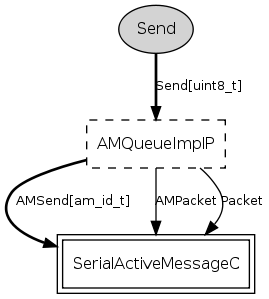 Send
Send[uint8_t]
AMQueueImplP
AMSend[am_id_t] AMPacket Packet
SerialActiveMessageC